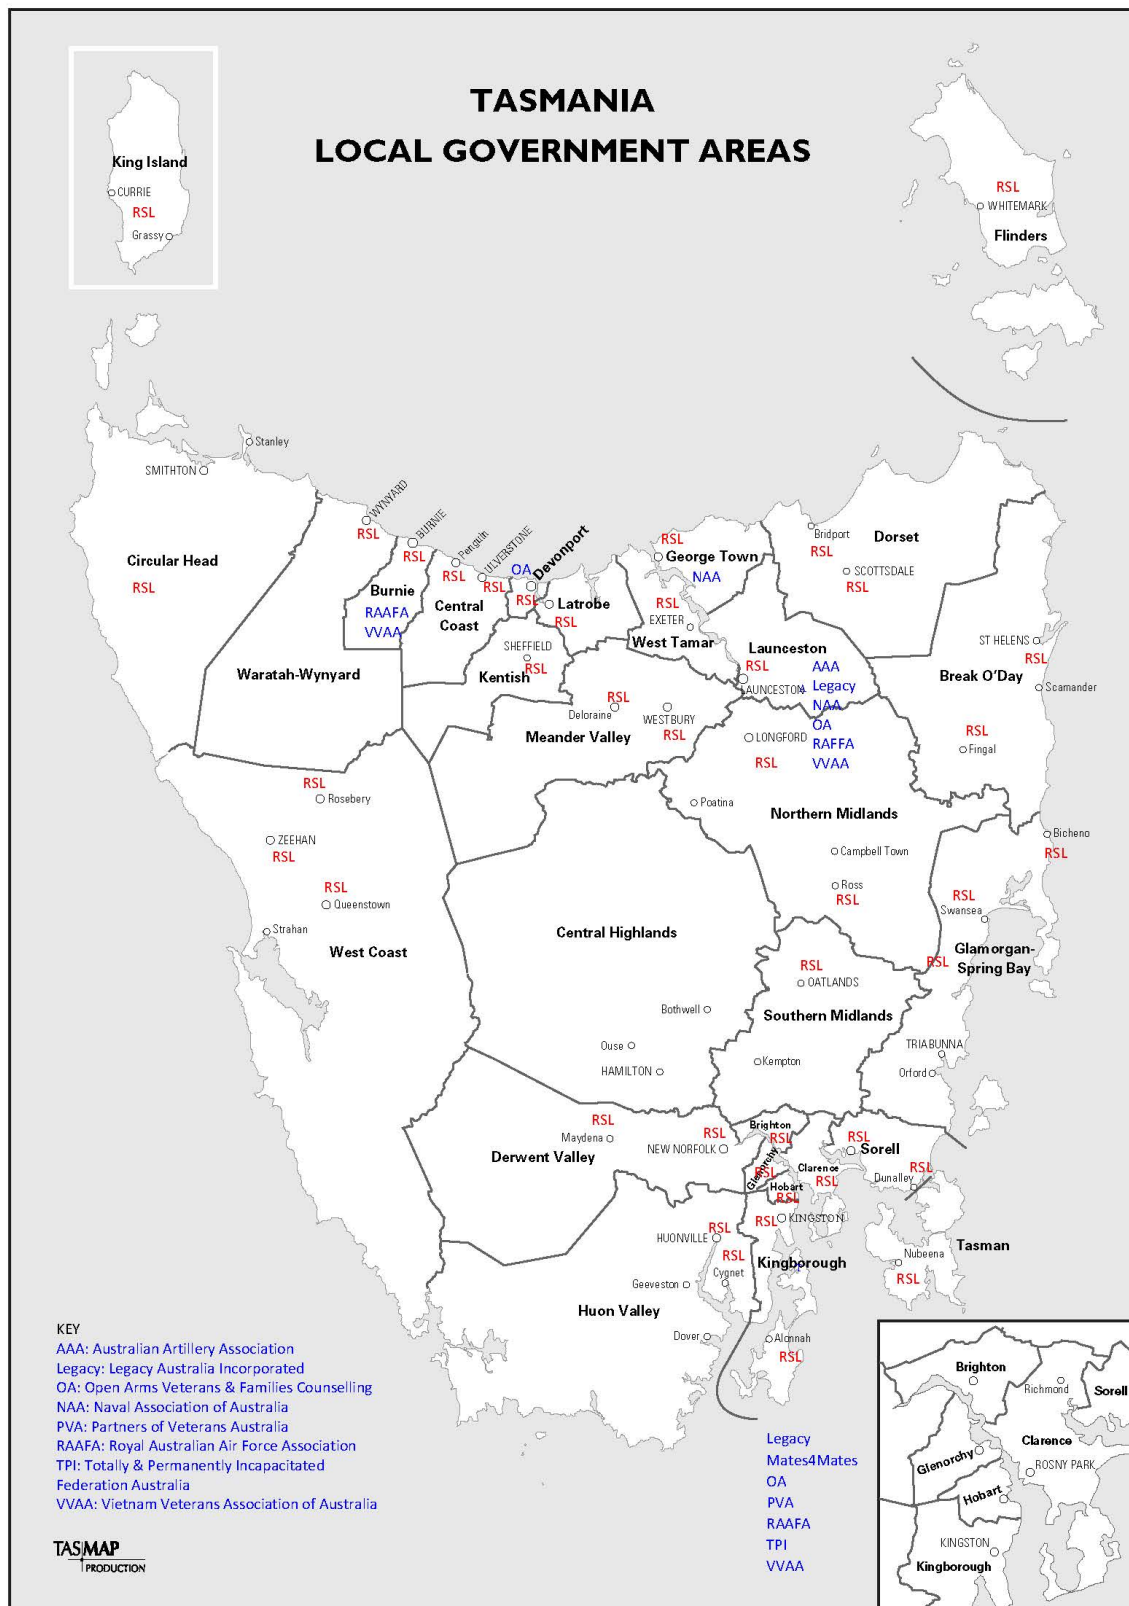 TASMANIA
LOCAL GOVERNMENT AREAS
King Island
CURRIE
RSL
Grassy
RSL
WHITEMARK
Flinders
Stanley
SMITHTON
WYNYARD
RSL
BURNIE
RSL
Penguin
RSL
ULVERSTONE
RSL
OA
Devonport
RSL
Circular Head
RSL
Burnie
RAAFA
VVAA
Central
Coast
Latrobe
RSL
RSL
George Town
NAA
RSL
EXETER
West Tamar
Bridport
RSL
Dorset
SCOTTSDALE
RSL
Waratah-Wynyard
SHEFFIELD
RSL
Kentish
Launceston
RSL
LAUNCESTON
AAA
Legacy
NAA
OA
RAFFA
VVAA
ST HELENS
RSL
Break O'Day
Scamander
RSL
Deloraine
WESTBURY
RSL
Meander Valley
LONGFORD
RSL
RSL
Fingal
RSL
Rosebery
Poatina
Northern Midlands
ZEEHAN
RSL
Campbell Town
Bicheno
RSL
RSL
Queenstown
Ross
RSL
RSL
Swansea
Strahan
West Coast
Central Highlands
Glamorgan-
Spring Bay
RSL
RSL
OATLANDS
Southern Midlands
Bothwell
Ouse
HAMILTON
Kempton
TRIABUNNA
Orford
RSL
Maydena
Derwent Valley
RSL
NEW NORFOLK
Brighton
RSL
Glenorchy
RSL
Clarence
RSL
Hobart
RSL
RSL
Sorell
RSL
Dunalley
RSL
KINGSTON
Kingborough
RSL
HUONVILLE
RSL
Cygnet
Geeveston
Huon Valley
Dover
Nubeena
RSL
Tasman
Alonnah
RSL
KEY
AAA: Australian Artillery Association
Legacy: Legacy Australia Incorporated
OA: Open Arms Veterans & Families Counselling
NAA: Naval Association of Australia
PVA: Partners of Veterans Australia
RAAFA: Royal Australian Air Force Association
TPI: Totally & Permanently Incapacitated
Federation Australia
VVAA: Vietnam Veterans Association of Australia
TASMAP
PRODUCTION
Legacy
Mates4Mates
OA
PVA
RAAFA
TPI
VVAA
Brighton
Richmond
Sorell
Clarence
Glenorchy
ROSNY PARK
Hobart
KINGSTON
Kingborough